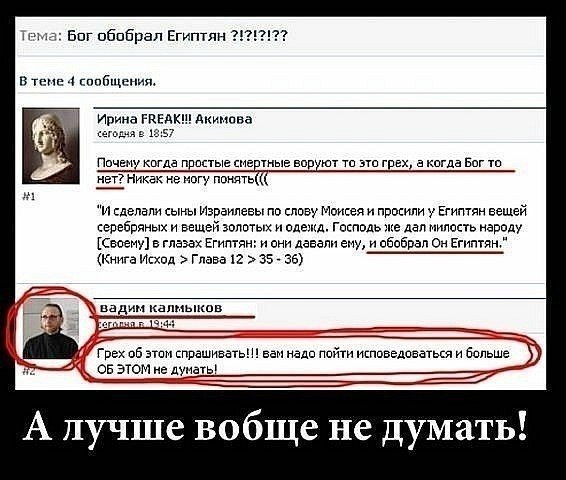 Тема: Бог обобрал Египтян ?!?!?!??
В теме 4 сообщения.
Ирина FREAK!!! Акимова
сегодня в 18:57
Почему когда простые смертные воруют то это грех, а когда Бог то
нет? Никак не могу понять(((
#1
"И сделали сыны Израилевы по слову Моисея и просили у Египтян вещей
серебряных и вещей золотых и одежд. Господь же дал милость народу
[Своему] в глазах Египтян: и они давали ему, и обобрал Он Египтян."
(Книга Исход > Глава 12 > 35 - 36)
вадим калмыков
сегодня в 19:44
Грех об этом спрашивать!!! вам надо пойти исповедоваться и больше
ОБ ЭТОМ не думать!
#2
А лучше вобще не думать!